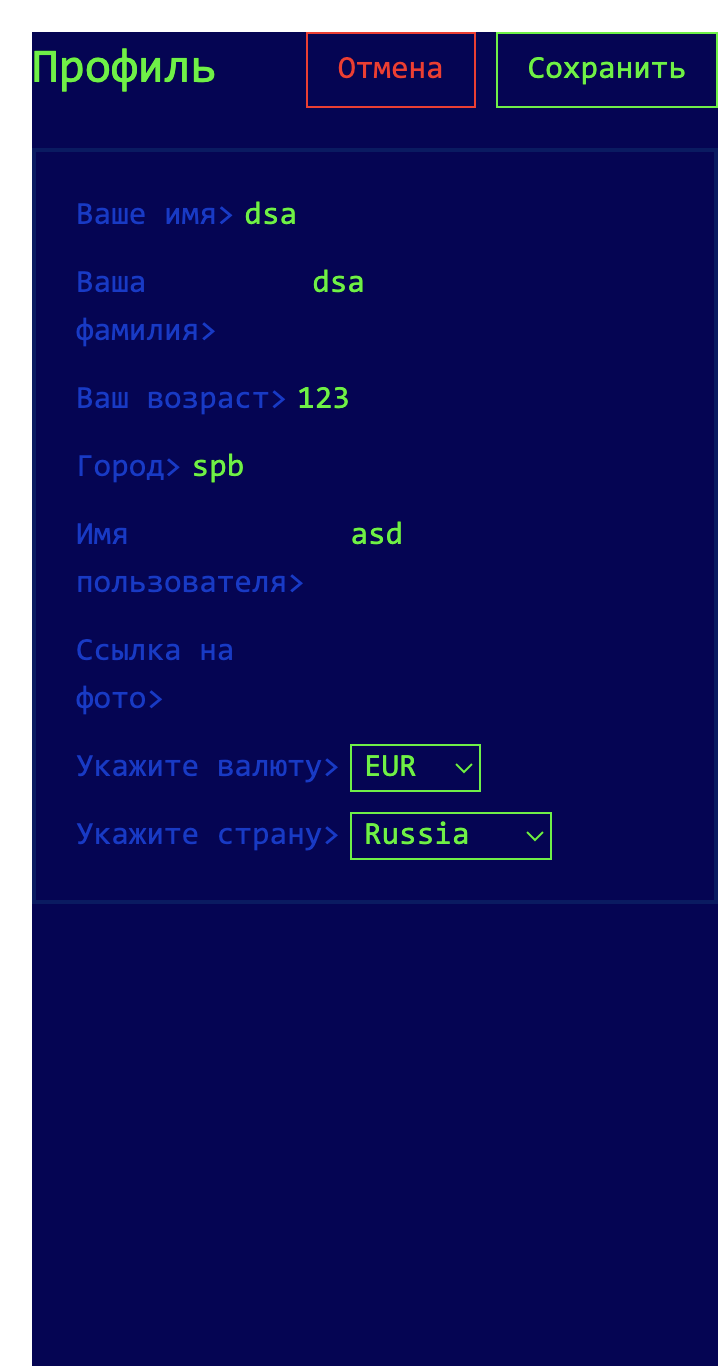 Профиль Отмена Сохранить
Ваше имя> dsa
Ваша dsa
фамилия>
Ваш возраст> 123
Город> spb
Имя asd
пользователя>
Ссылка на
фото>
Укажите валюту> EUR
Укажите страну> Russia